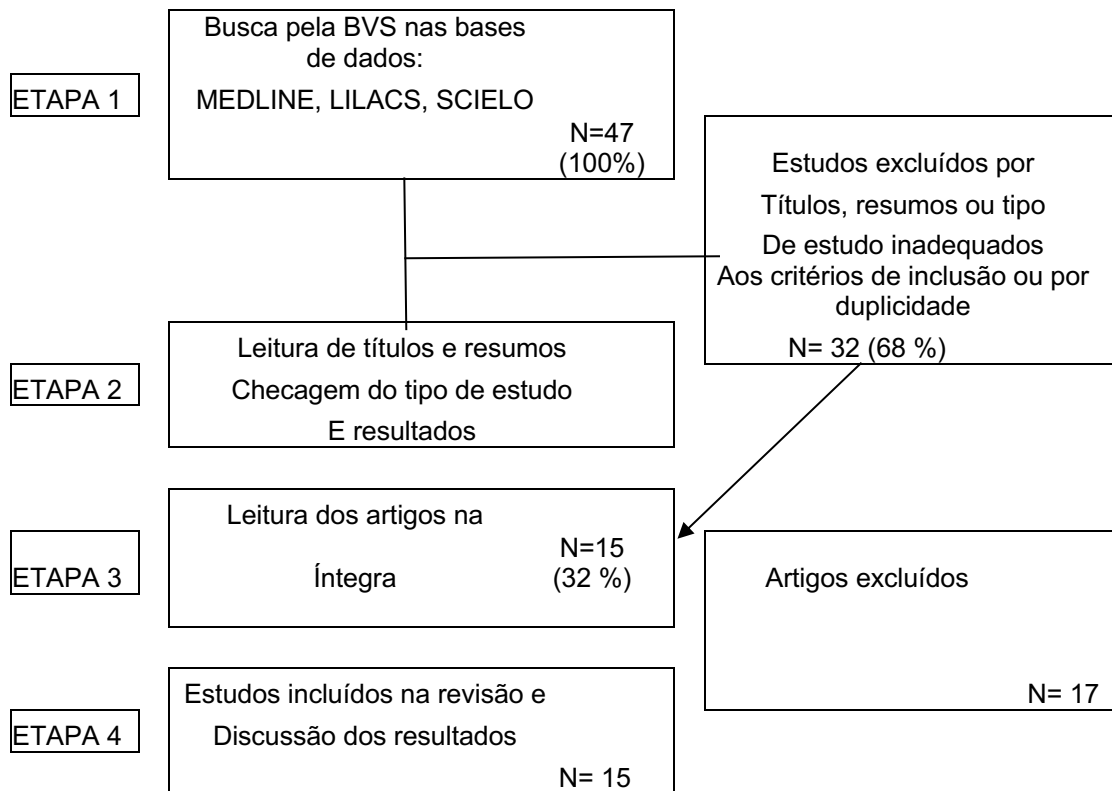 ETAPA 1
Busca pela BVS nas bases
de dados:
MEDLINE, LILACS, SCIELO
N=47
(100%)
Estudos excluídos por
Títulos, resumos ou tipo
De estudo inadequados
Aos critérios de inclusão ou por
duplicidade
N= 32 (68 %)
ETAPA 2
Leitura de títulos e resumos
Checagem do tipo de estudo
E resultados
ETAPA 3
Leitura dos artigos na
Íntegra
N=15
(32 %)
Artigos excluídos
N= 17
ETAPA 4
Estudos incluídos na revisão e
Discussão dos resultados
N= 15